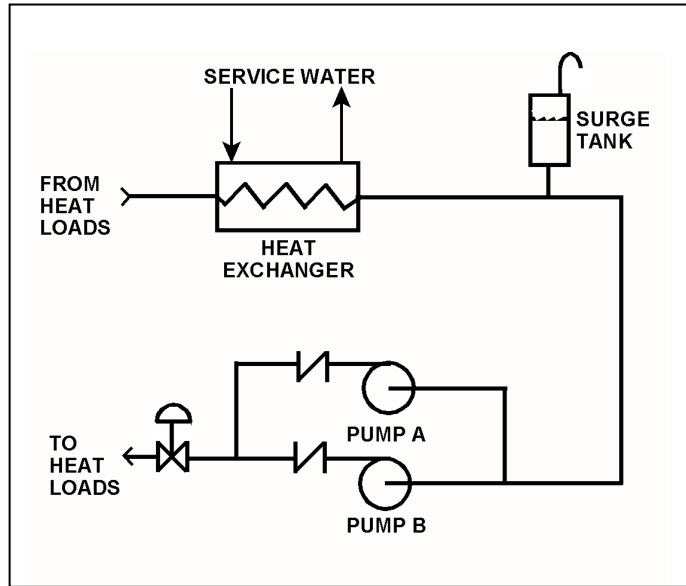 SERVICE WATER
SURGE
TANK
FROM
HEAT
LOADS
HEAT
EXCHANGER
PUMP A
TO
HEAT
LOADS
PUMP B